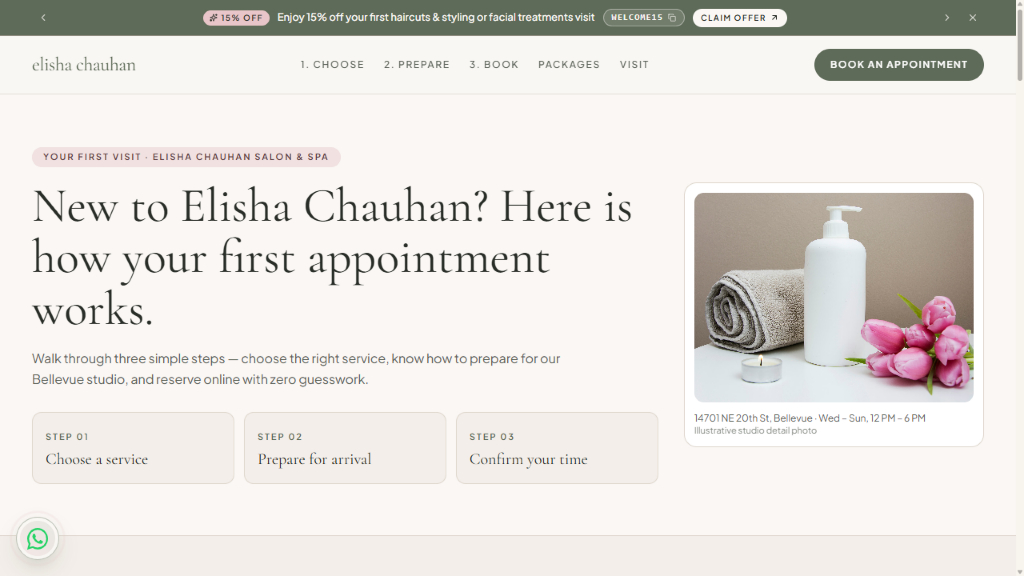 15% OFF Enjoy 15% off your first haircuts & styling or facial treatments visit WELCOME15 CLAIM OFFER
elisha chauhan 1. CHOOSE 2. PREPARE 3. BOOK PACKAGES VISIT BOOK AN APPOINTMENT
YOUR FIRST VISIT · ELISHA CHAUHAN SALON & SPA
New to Elisha Chauhan? Here is
how your first appointment
works.
Walk through three simple steps — choose the right service, know how to prepare for our
Bellevue studio, and reserve online with zero guesswork.
STEP 01
Choose a service
STEP 02
Prepare for arrival
STEP 03
Confirm your time
14701 NE 20th St, Bellevue · Wed – Sun, 12 PM – 6 PM
Illustrative studio detail photo